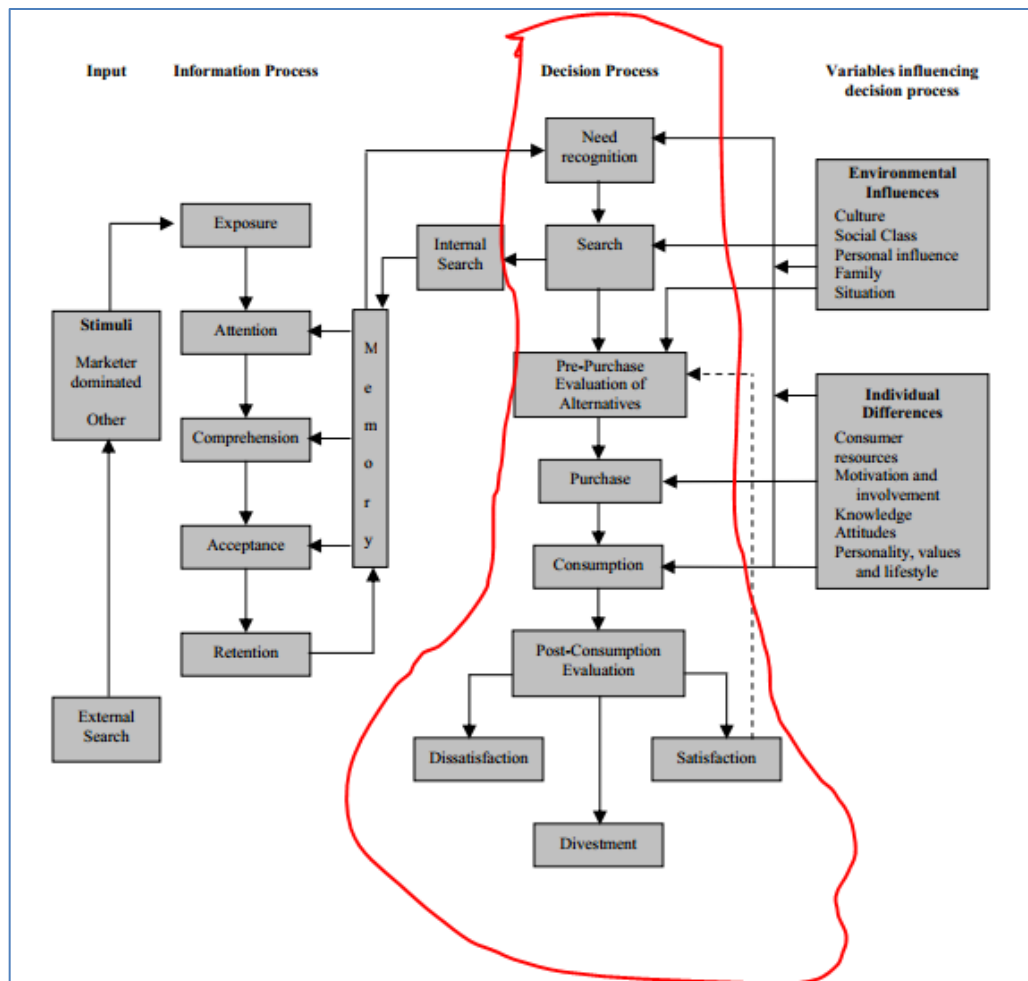 Input
Information Process
Decision Process
Variables influencing
decision process
Need
recognition
Environmental
Influences
Culture
Social Class
Personal influence
Family
Situation
Exposure
Internal
Search
Search
Stimuli
Marketer
dominated
Other
Attention
M
e
m
o
r
y
Pre-Purchase
Evaluation of
Alternatives
Individual
Differences
Consumer
resources
Motivation and
involvement
Knowledge
Attitudes
Personality, values
and lifestyle
Comprehension
Purchase
Acceptance
Consumption
Retention
Post-Consumption
Evaluation
External
Search
Dissatisfaction
Satisfaction
Divestment